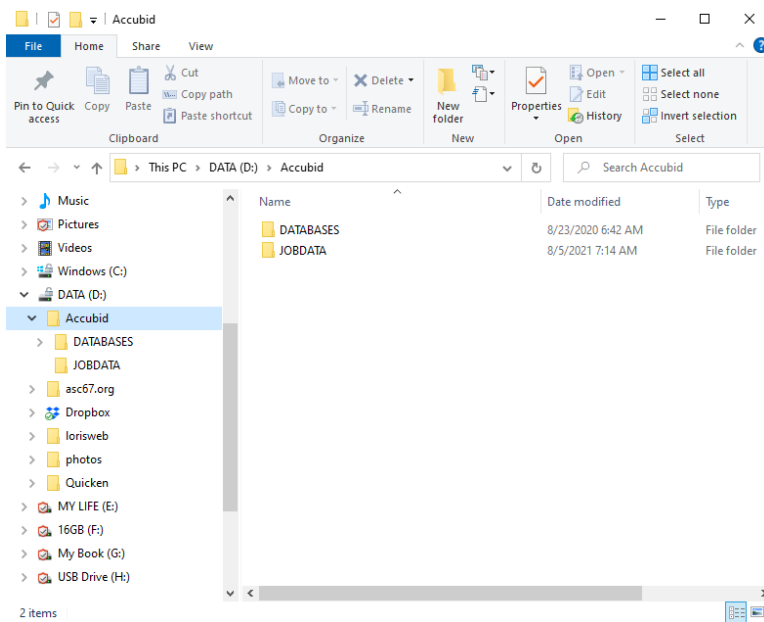 Accubid
File Home Share View
Pin to Quick access Copy Paste
Cut
Copy path
Paste shortcut
Clipboard
Move to
Copy to
Delete
Rename
Organize
New folder
New
Properties
Open
Edit
History
Open
Select all
Select none
Invert selection
Select
This PC > DATA (D:) > Accubid
Search Accubid
Music
Pictures
Videos
Windows (C:)
DATA (D:)
Accubid
DATABASES
JOBDATA
asc67.org
Dropbox
lorisweb
photos
Quicken
MY LIFE (E:)
16GB (F:)
My Book (G:)
USB Drive (H:)
Name Date modified Type
DATABASES 8/23/2020 6:42 AM File folder
JOBDATA 8/5/2021 7:14 AM File folder
2 items